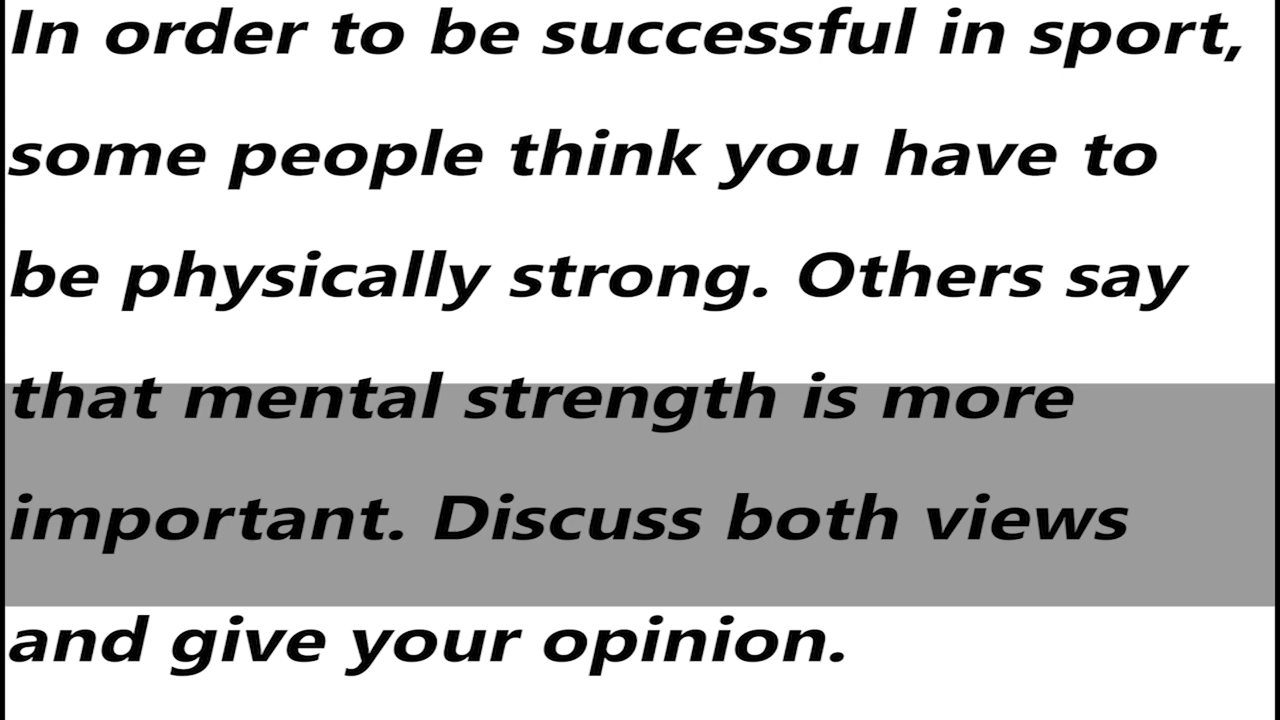 In order to be successful in sport,
some people think you have to
be physically strong. Others say
that mental strength is more
important. Discuss both views
and give your opinion.